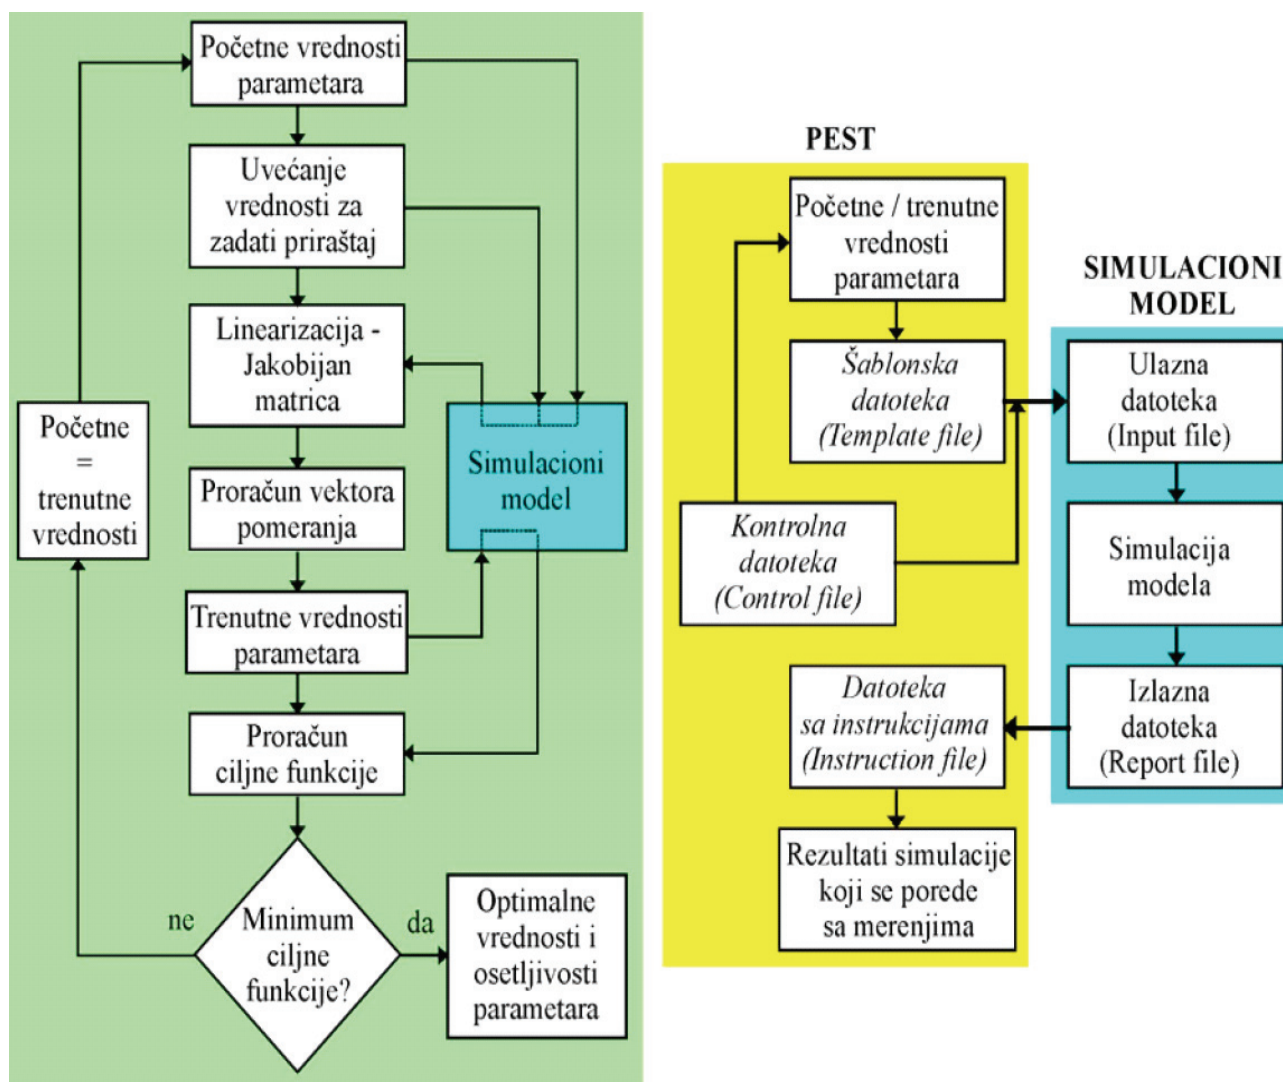 Početne vrednosti
parametara
Uvećanje
vrednosti za
zadati priraštaj
Linearizacija -
Jakobijan
matrica
Početne
=
trenutne
vrednosti
Simulacioni
model
Proračun vektora
pomeranja
Trenutne vrednosti
parametara
Proračun
ciljne funkcije
ne
Minimum
ciljne
funkcije?
da
Optimalne
vrednosti i
osetljivosti
parametara
PEST
Početne / trenutne
vrednosti
parametara
Šablonska
datoteka
(Template file)
Kontrolna
datoteka
(Control file)
Datoteka
sa instrukcijama
(Instruction file)
Rezultati simulacije
koji se porede
sa merenjima
SIMULACIONI
MODEL
Ulazna
datoteka
(Input file)
Simulacija
modela
Izlazna
datoteka
(Report file)